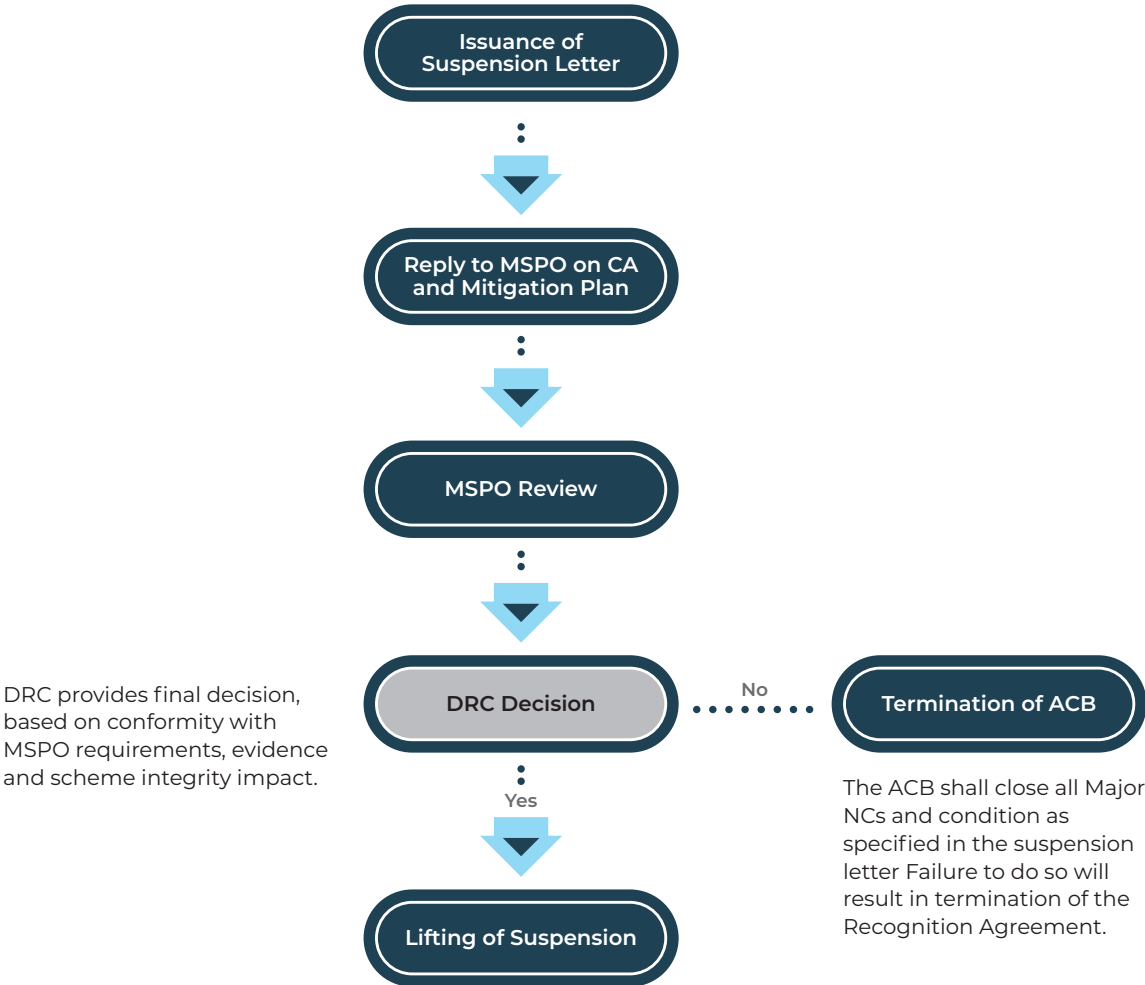 Issuance of
Suspension Letter
Reply to MSPO on CA
and Mitigation Plan
MSPO Review
DRC provides final decision,
based on conformity with
MSPO requirements, evidence
and scheme integrity impact.
DRC Decision
No
Termination of ACB
The ACB shall close all Major
NCs and condition as
specified in the suspension
letter Failure to do so will
result in termination of the
Recognition Agreement.
Yes
Lifting of Suspension